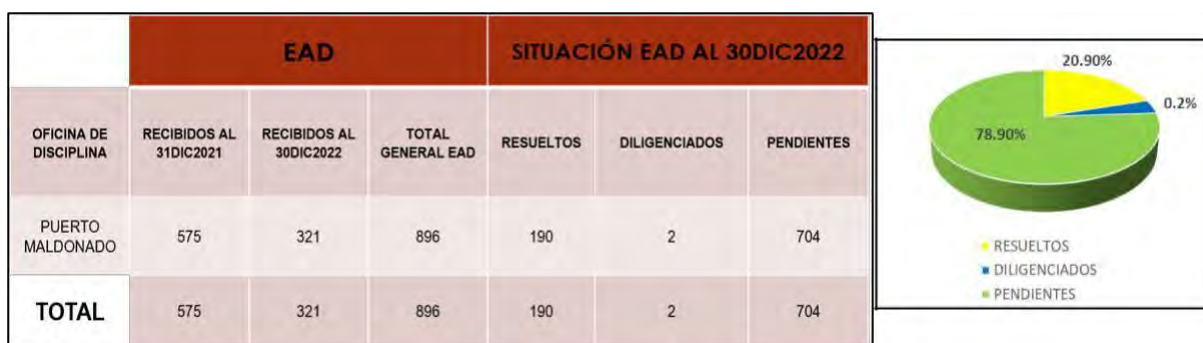 EAD
SITUACIÓN EAD AL 30DIC2022
OFICINA DE
DISCIPLINA
RECIBIDOS AL
31DIC2021
RECIBIDOS AL
30DIC2022
TOTAL
GENERAL EAD
RESUELTOS
DILIGENCIADOS
PENDIENTES
PUERTO
MALDONADO
575
321
896
190
2
704
TOTAL
575
321
896
190
2
704
20.90%
0.2%
78.90%
RESUELTOS
DILIGENCIADOS
PENDIENTES